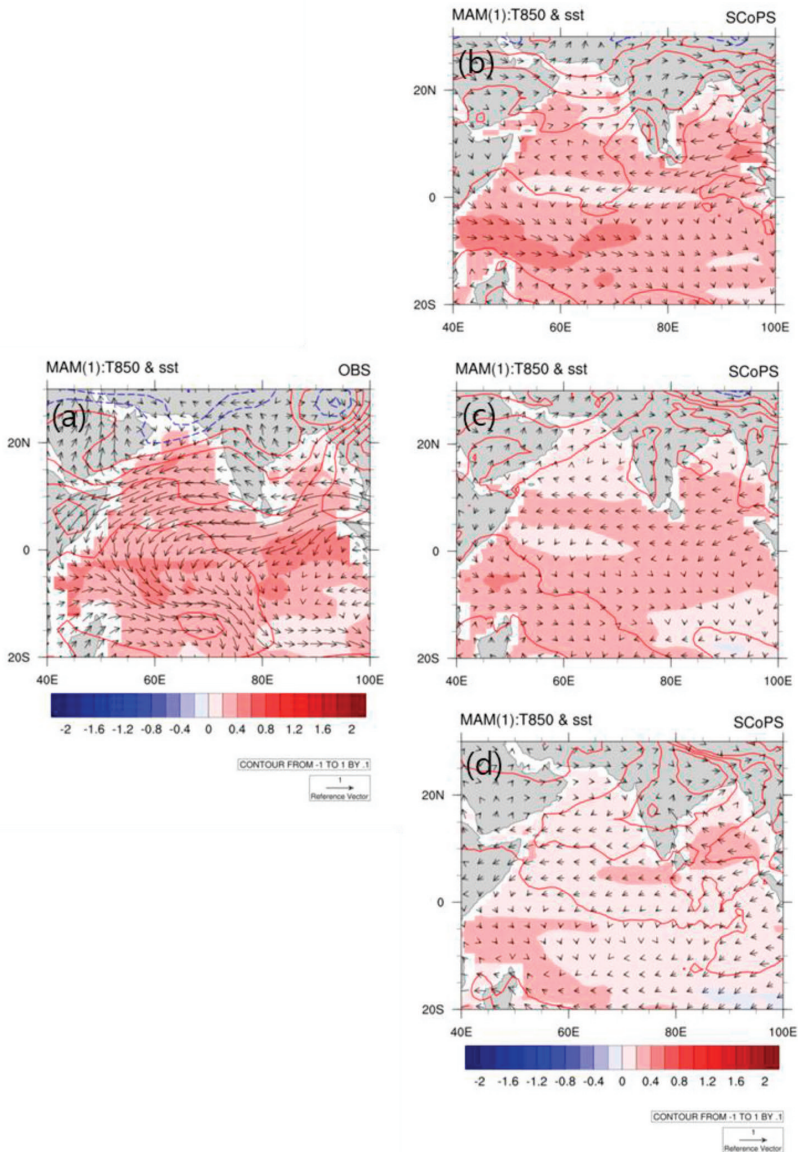 MAM(1):T850 & sst SCoPS
(b)
20N
0
20S
40E 60E 80E 100E
MAM(1):T850 & sst OBS
(a)
20N
0
20S
40E 60E 80E 100E
-2 -1.6 -1.2 -0.8 -0.4 0 0.4 0.8 1.2 1.6 2
CONTOUR FROM -1 TO 1 BY .1
1
Reference Vector
MAM(1):T850 & sst SCoPS
(c)
20N
0
20S
40E 60E 80E 100E
MAM(1):T850 & sst SCoPS
(d)
20N
0
20S
40E 60E 80E 100E
-2 -1.6 -1.2 -0.8 -0.4 0 0.4 0.8 1.2 1.6 2
CONTOUR FROM -1 TO 1 BY .1
1
Reference Vector